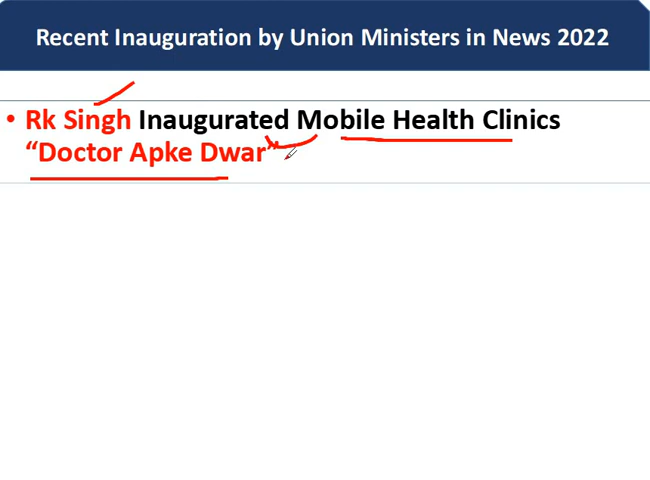 Recent Inauguration by Union Ministers in News 2022
• Rk Singh Inaugurated Mobile Health Clinics
“Doctor Apke Dwar”